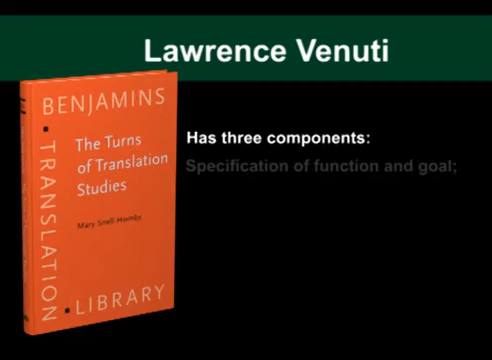 Lawrence Venuti
BENJAMINS
TRANSLATION
The Turns
of Translation
Studies
Mary Snell-Hornby
LIBRARY
Has three components:
Specification of function and goal;